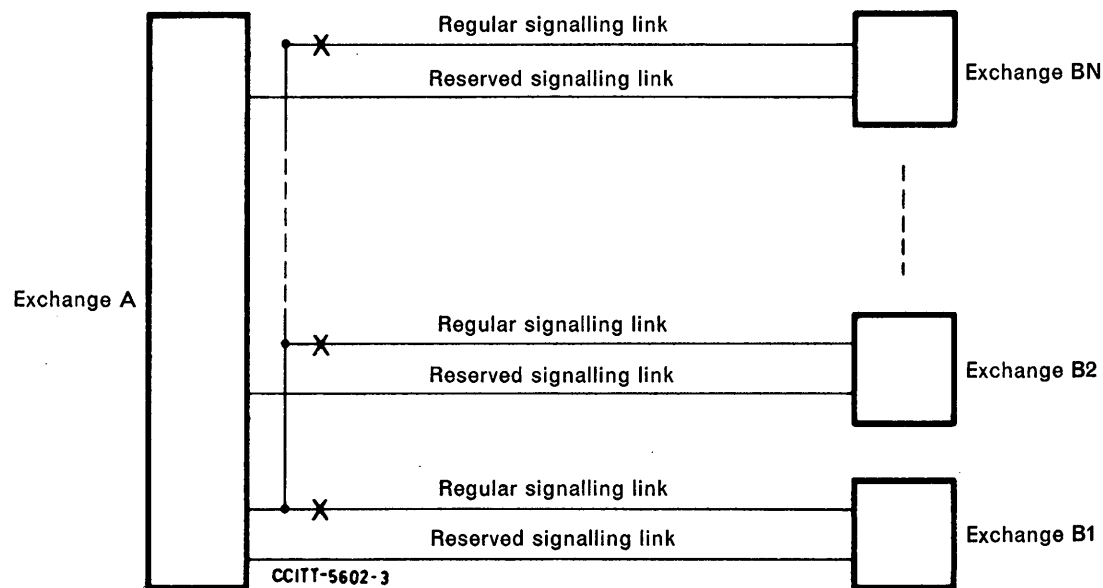 Regular signalling link
Reserved signalling link
Exchange BN
Exchange A
Regular signalling link
Reserved signalling link
Exchange B2
Regular signalling link
Reserved signalling link
Exchange B1
CCITT-5602-3